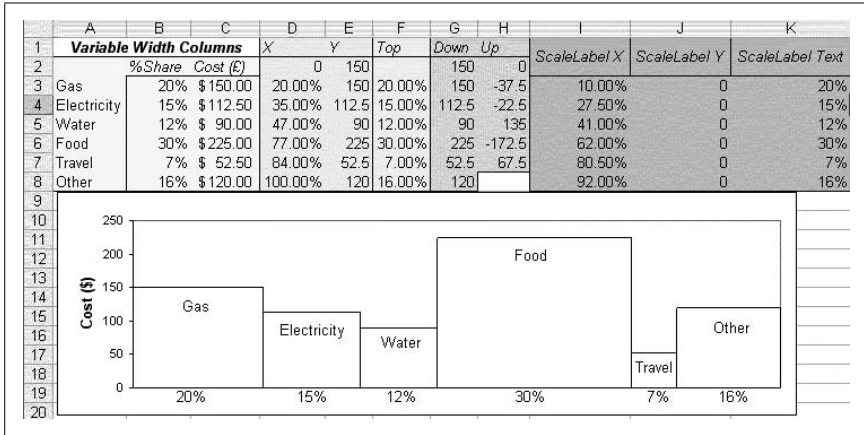 A B C D E F G H I J K
1 Variable Width Columns X Y Top Down Up ScaleLabel X ScaleLabel Y ScaleLabel Text
2 %Share Cost (£) 0 150 150 0
3 Gas 20% $150.00 20.00% 150 20.00% 150 -37.5 10.00% 0 20%
4 Electricity 15% $112.50 35.00% 112.5 15.00% 112.5 -22.5 27.50% 0 15%
5 Water 12% $ 90.00 47.00% 90 12.00% 90 135 41.00% 0 12%
6 Food 30% $225.00 77.00% 225 30.00% 225 -172.5 62.00% 0 30%
7 Travel 7% $ 52.50 84.00% 52.5 7.00% 52.5 67.5 80.50% 0 7%
8 Other 16% $120.00 100.00% 120 16.00% 120 92.00% 0 16%
9
10
11
12
13
14
15
16
17
18
19
20
Cost ($)
250
200
150
100
50
0
Gas
Electricity
Water
Food
Travel
Other
20% 15% 12% 30% 7% 16%